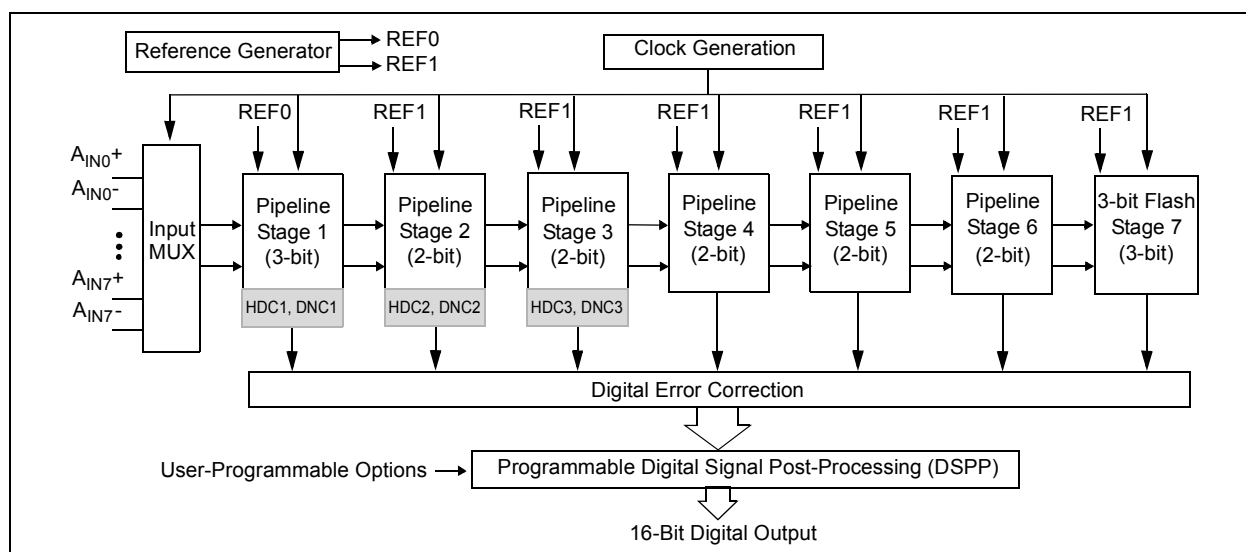 Reference Generator
REF0
REF1
Clock Generation
REF0
REF1
REF1
REF1
REF1
REF1
REF1
AIN0+
AIN0-
AIN7+
AIN7-
Input
MUX
Pipeline
Stage 1
(3-bit)
HDC1, DNC1
Pipeline
Stage 2
(2-bit)
HDC2, DNC2
Pipeline
Stage 3
(2-bit)
HDC3, DNC3
Pipeline
Stage 4
(2-bit)
Pipeline
Stage 5
(2-bit)
Pipeline
Stage 6
(2-bit)
3-bit Flash
Stage 7
(3-bit)
Digital Error Correction
User-Programmable Options
Programmable Digital Signal Post-Processing (DSPP)
16-Bit Digital Output